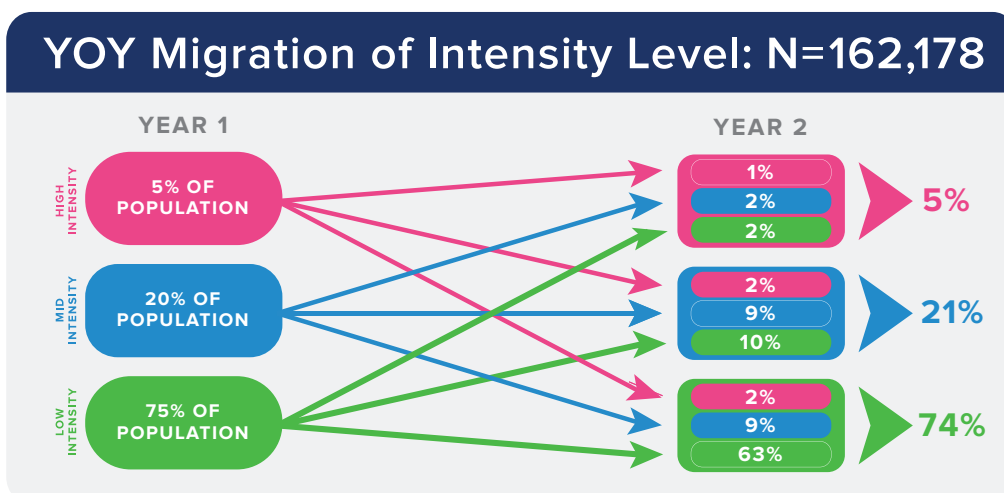 YOY Migration of Intensity Level: N=162,178
YEAR 1
YEAR 2
HIGH
INTENSITY
5% OF
POPULATION
1%
2%
2%
5%
MID
INTENSITY
20% OF
POPULATION
2%
9%
10%
21%
LOW
INTENSITY
75% OF
POPULATION
2%
9%
63%
74%